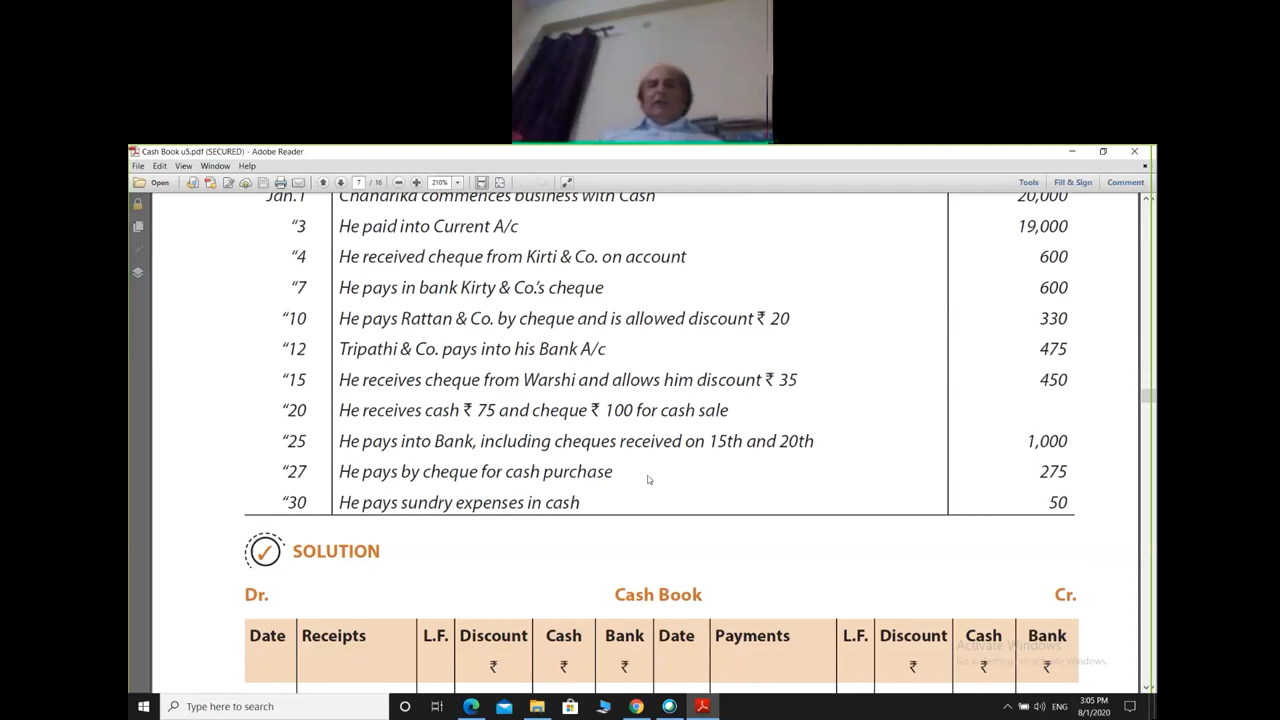 Cash Book u5.pdf (SECURED) - Adobe Reader
File Edit View Window Help
Open 7 / 16 210% Tools Fill & Sign Comment
Jan.1 Chandrika commences business with Cash 20,000
“3 He paid into Current A/c 19,000
“4 He received cheque from Kirti & Co. on account 600
“7 He pays in bank Kirty & Co.’s cheque 600
“10 He pays Rattan & Co. by cheque and is allowed discount ₹ 20 330
“12 Tripathi & Co. pays into his Bank A/c 475
“15 He receives cheque from Warshi and allows him discount ₹ 35 450
“20 He receives cash ₹ 75 and cheque ₹ 100 for cash sale
“25 He pays into Bank, including cheques received on 15th and 20th 1,000
“27 He pays by cheque for cash purchase 275
“30 He pays sundry expenses in cash 50
SOLUTION
Dr. Cash Book Cr.
Date Receipts L.F. Discount Cash Bank Date Payments L.F. Discount Cash Bank
₹ ₹ ₹ ₹ ₹ ₹
Activate Windows
Go to Settings to activate Windows.
Type here to search
ENG
3:05 PM
8/1/2020